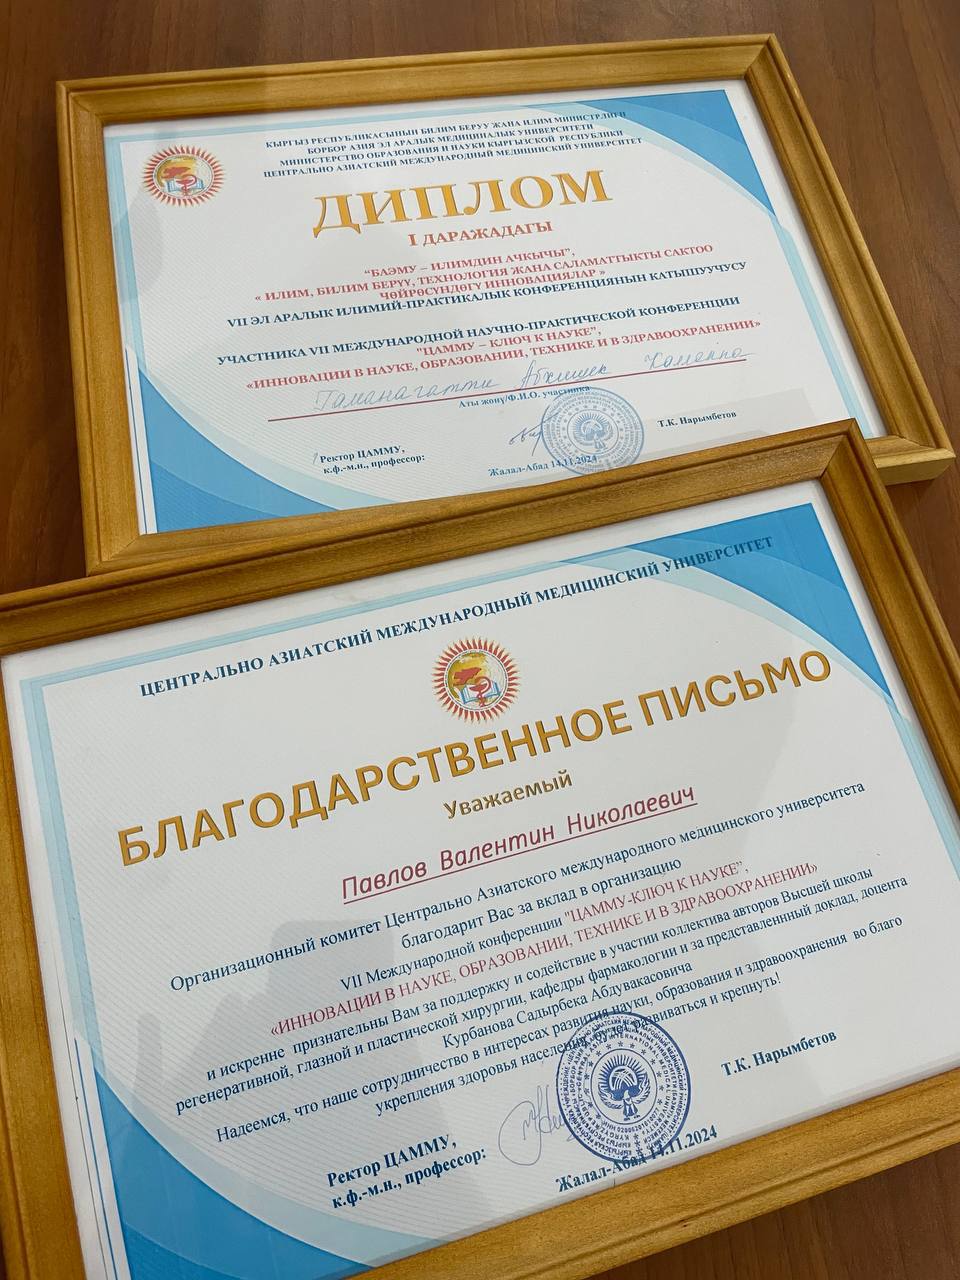 КЫРГЫЗ РЕСПУБЛИКАСЫНЫН БИЛИМ БЕРУУ ЖАНА ИЛИМ МИНИСТРЛИГИ
БОРБОР АЗИЯ ЭЛ АРАЛЫК МЕДИЦИНАЛЫК УНИВЕРСИТЕТИ
МИНИСТЕРСТВО ОБРАЗОВАНИЯ И НАУКИ КЫРГЫЗСКОЙ РЕСПУБЛИКИ
ЦЕНТРАЛЬНО АЗИАТСКИЙ МЕЖДУНАРОДНЫЙ МЕДИЦИНСКИЙ УНИВЕРСИТЕТ
ДИПЛОМ
I ДАРАЖАДАГЫ
"БАЭМУ – ИЛИМДИН АЧКЫЧЫ",
« ИЛИМ, БИЛИМ БЕРҮҮ, ТЕХНОЛОГИЯ ЖАНА САЛАМАТТЫКТЫ САКТОО
ЧӨЙРӨСҮНДӨГҮ ИННОВАЦИЯЛАР »
VII ЭЛ АРАЛЫК ИЛИМИЙ-ПРАКТИКАЛЫК КОНФЕРЕНЦИЯНЫН КАТЫШУУЧУСУ
УЧАСТНИКА VII МЕЖДУНАРОДНОЙ НАУЧНО-ПРАКТИЧЕСКОЙ КОНФЕРЕНЦИИ
"ЦАММУ – КЛЮЧ К НАУКЕ",
«ИННОВАЦИИ В НАУКЕ, ОБРАЗОВАНИИ, ТЕХНИКЕ И В ЗДРАВООХРАНЕНИИ»
Таманагатти Абхишек
Аты жөнү/Ф.И.О. участника
Ректор ЦАММУ,
к.ф.-м.н., профессор:
Т.К. Нарымбетов
Жалал-Абад 14.11.2024
ЦЕНТРАЛЬНО АЗИАТСКИЙ МЕЖДУНАРОДНЫЙ МЕДИЦИНСКИЙ УНИВЕРСИТЕТ
БЛАГОДАРСТВЕННОЕ ПИСЬМО
Уважаемый
Павлов Валентин Николаевич
Организационный комитет Центрально Азиатского международного медицинского университета
благодарит Вас за вклад в организацию
VII Международной конференции "ЦАММУ-КЛЮЧ К НАУКЕ",
«ИННОВАЦИИ В НАУКЕ, ОБРАЗОВАНИИ, ТЕХНИКЕ И В ЗДРАВООХРАНЕНИИ»
и искренне признательны Вам за поддержку и содействие в участии коллектива авторов Высшей школы
регенеративной, глазной и пластической хирургии, кафедры фармакологии и за представленный доклад, доцента
Курбанова Садырбека Абдувакасовича
Надеемся, что наше сотрудничество в интересах развития науки, образования и здравоохранения во благо
укрепления здоровья населения будет развиваться и крепнуть!
Ректор ЦАММУ,
к.ф.-м.н., профессор:
Т.К. Нарымбетов
Жалал-Абад 14.11.2024